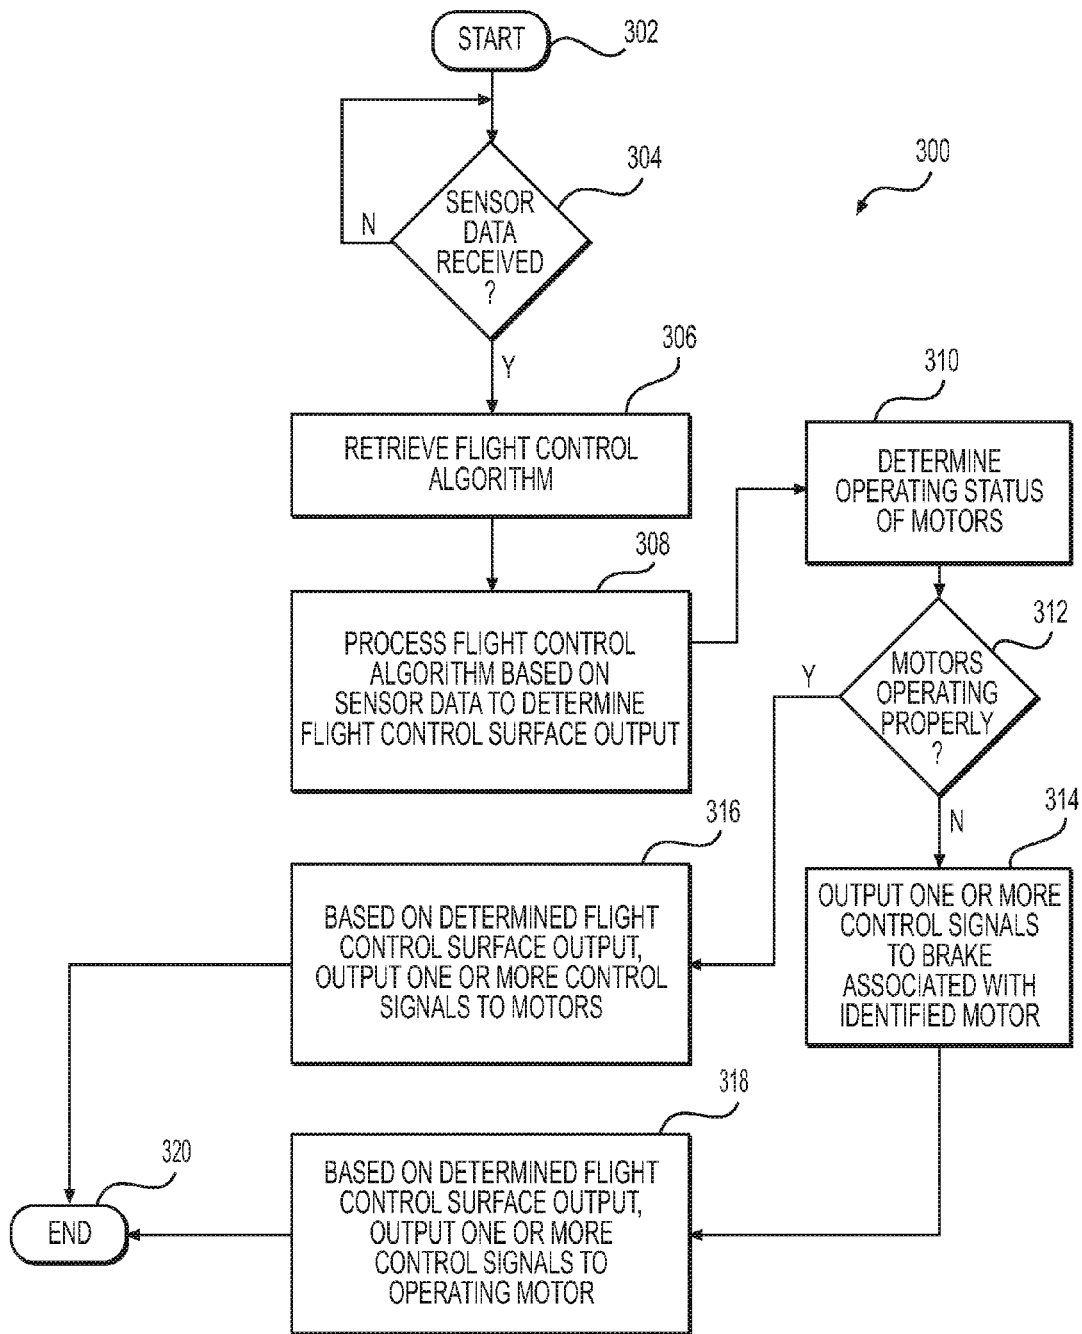 START
302
304
300
SENSOR
DATA
RECEIVED
?
N
Y
306
RETRIEVE FLIGHT CONTROL
ALGORITHM
308
PROCESS FLIGHT CONTROL
ALGORITHM BASED ON
SENSOR DATA TO DETERMINE
FLIGHT CONTROL SURFACE OUTPUT
310
DETERMINE
OPERATING STATUS
OF MOTORS
312
MOTORS
OPERATING
PROPERLY
?
Y
N
314
OUTPUT ONE OR MORE
CONTROL SIGNALS
TO BRAKE
ASSOCIATED WITH
IDENTIFIED MOTOR
316
BASED ON DETERMINED FLIGHT
CONTROL SURFACE OUTPUT,
OUTPUT ONE OR MORE CONTROL
SIGNALS TO MOTORS
318
BASED ON DETERMINED FLIGHT
CONTROL SURFACE OUTPUT,
OUTPUT ONE OR MORE
CONTROL SIGNALS TO
OPERATING MOTOR
320
END